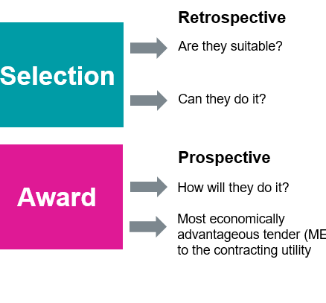 Retrospective
Are they suitable?
Selection
Can they do it?
Prospective
How will they do it?
Award
Most economically
advantageous tender (ME
to the contracting utility